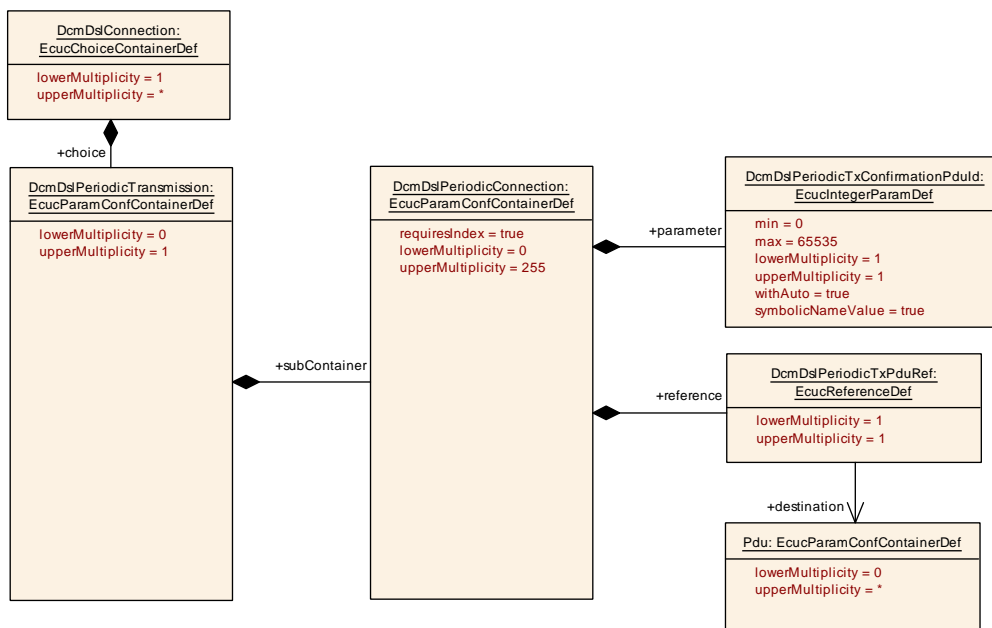 DcmDslConnection:
EcucChoiceContainerDef
lowerMultiplicity = 1
upperMultiplicity = *
+choice
DcmDslPeriodicTransmission:
EcucParamConfContainerDef
lowerMultiplicity = 0
upperMultiplicity = 1
+subContainer
DcmDslPeriodicConnection:
EcucParamConfContainerDef
requiresIndex = true
lowerMultiplicity = 0
upperMultiplicity = 255
+parameter
DcmDslPeriodicTxConfirmationPduId:
EcucIntegerParamDef
min = 0
max = 65535
lowerMultiplicity = 1
upperMultiplicity = 1
withAuto = true
symbolicNameValue = true
+reference
DcmDslPeriodicTxPduRef:
EcucReferenceDef
lowerMultiplicity = 1
upperMultiplicity = 1
+destination
Pdu: EcucParamConfContainerDef
lowerMultiplicity = 0
upperMultiplicity = *